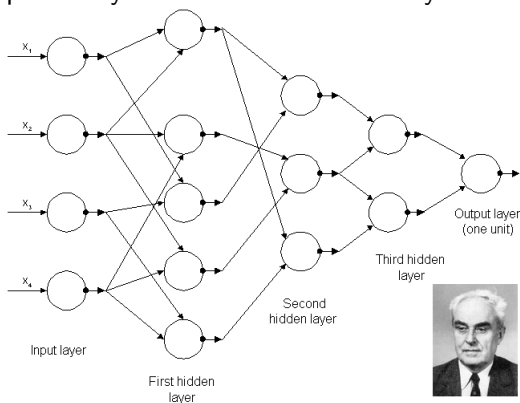 X1
X2
X3
X4
Input layer
First hidden
layer
Second
hidden layer
Third hidden
layer
Output layer
(one unit)